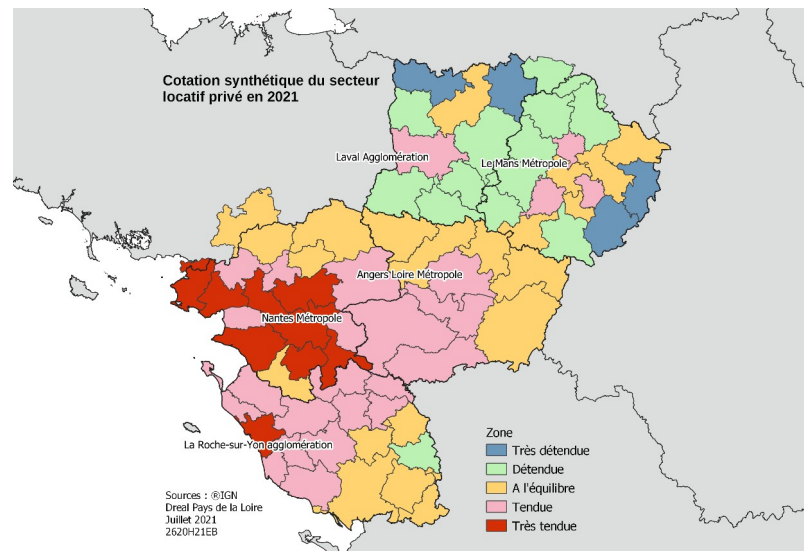 Cotation synthétique du secteur
locatif privé en 2021
Laval Agglomération
Le Mans Métropole
Angers Loire Métropole
Nantes Métropole
La Roche-sur-Yon agglomération
Zone
Très détendue
Détendue
A l'équilibre
Tendue
Très tendue
Sources : ®IGN
Dreal Pays de la Loire
Juillet 2021
2620H21EB